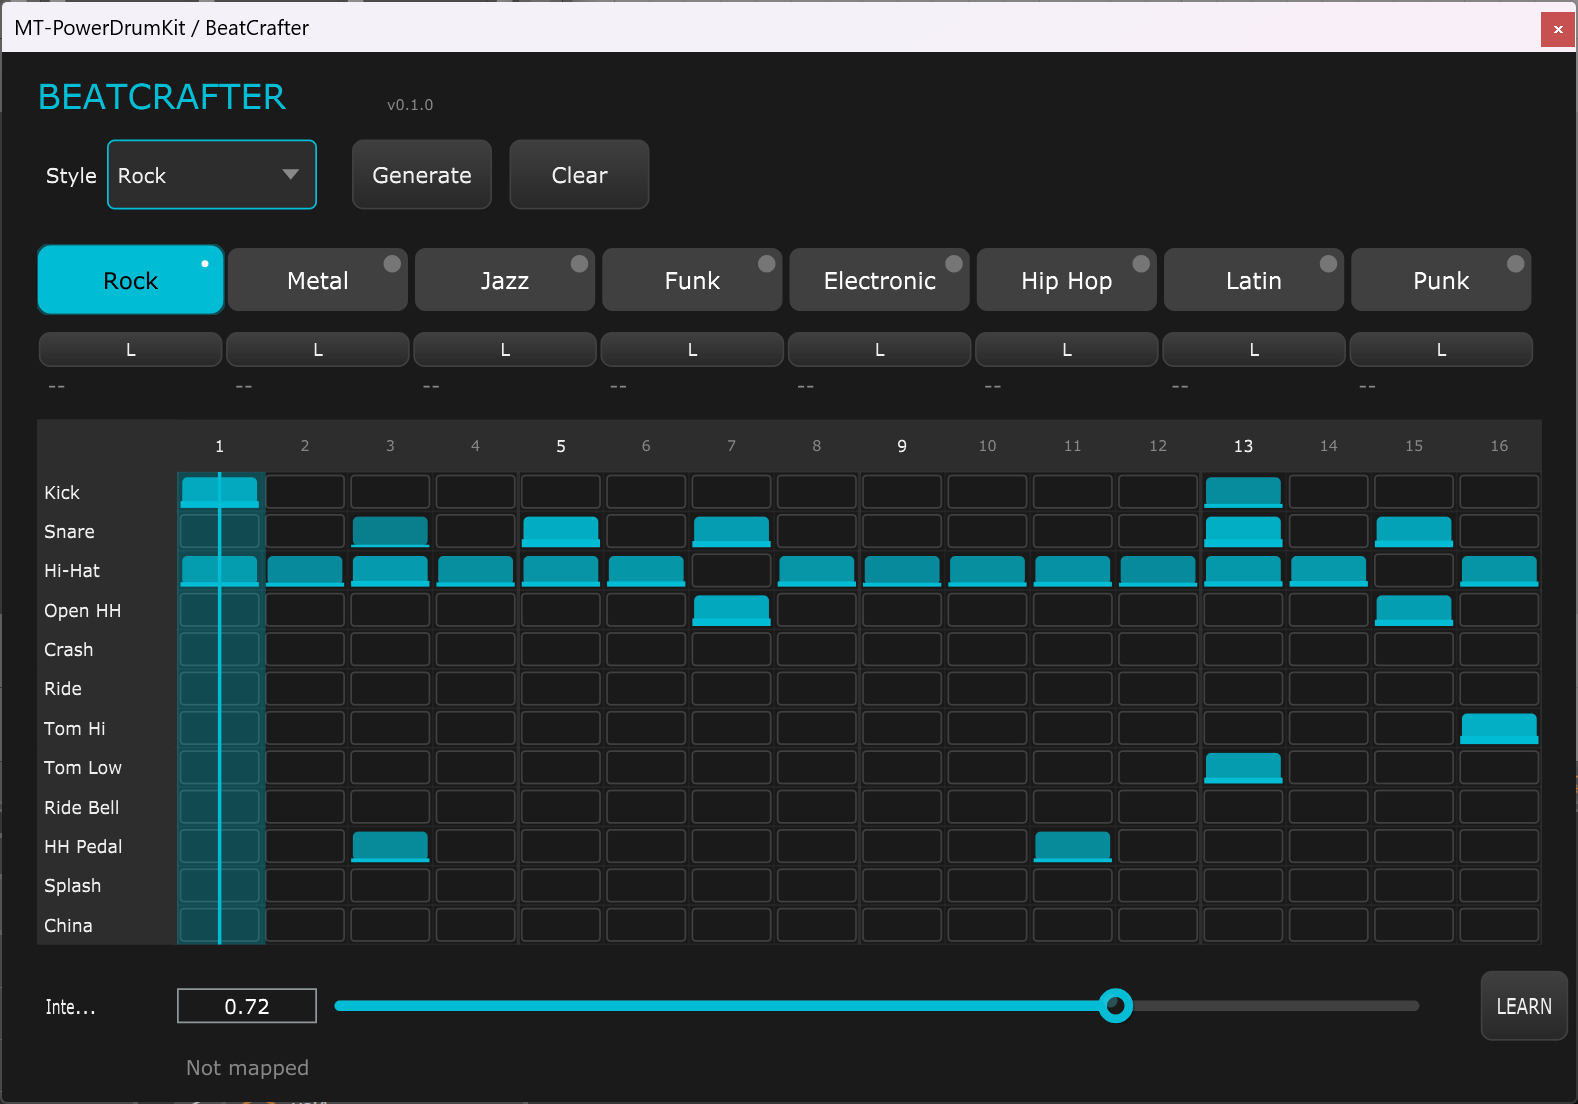 MT-PowerDrumKit / BeatCrafter
BEATCRAFTER v0.1.0
Style Rock Generate Clear
Rock Metal Jazz Funk Electronic Hip Hop Latin Punk
L L L L L L L L
-- -- -- -- -- -- -- --
1 2 3 4 5 6 7 8 9 10 11 12 13 14 15 16
Kick
Snare
Hi-Hat
Open HH
Crash
Ride
Tom Hi
Tom Low
Ride Bell
HH Pedal
Splash
China
Inte... 0.72 LEARN
Not mapped